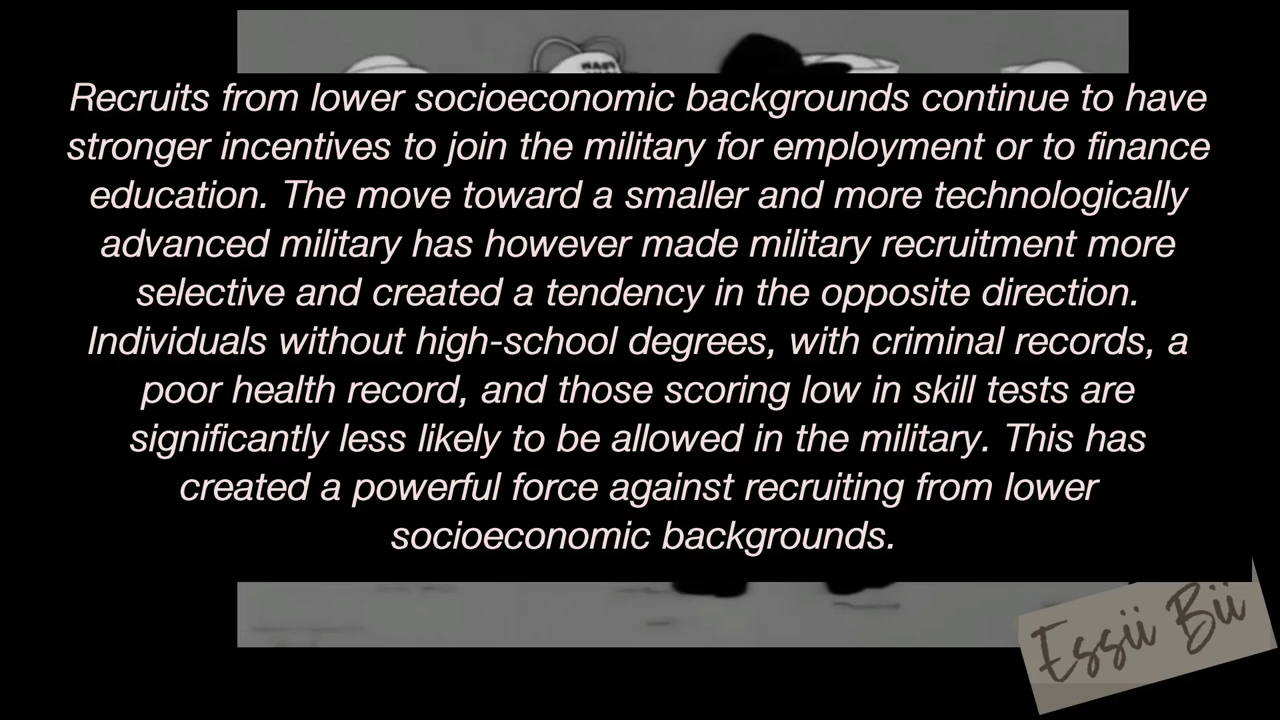 Recruits from lower socioeconomic backgrounds continue to have
stronger incentives to join the military for employment or to finance
education. The move toward a smaller and more technologically
advanced military has however made military recruitment more
selective and created a tendency in the opposite direction.
Individuals without high-school degrees, with criminal records, a
poor health record, and those scoring low in skill tests are
significantly less likely to be allowed in the military. This has
created a powerful force against recruiting from lower
socioeconomic backgrounds.
Essii Bii